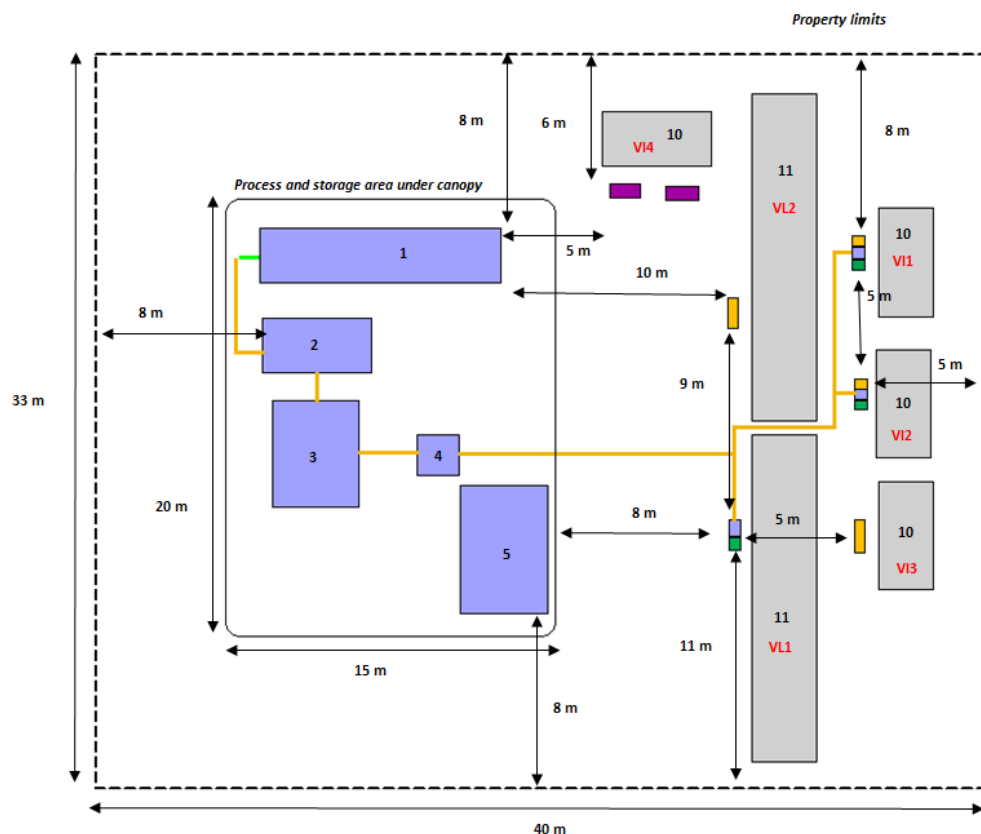 Property limits
8 m
6 m
10
VI4
8 m
11
VL2
Process and storage area under canopy
1
5 m
10
VI1
10 m
5 m
8 m
2
9 m
5 m
33 m
10
VI2
3
4
20 m
8 m
5 m
5
10
VI3
11
VL1
11 m
15 m
8 m
40 m